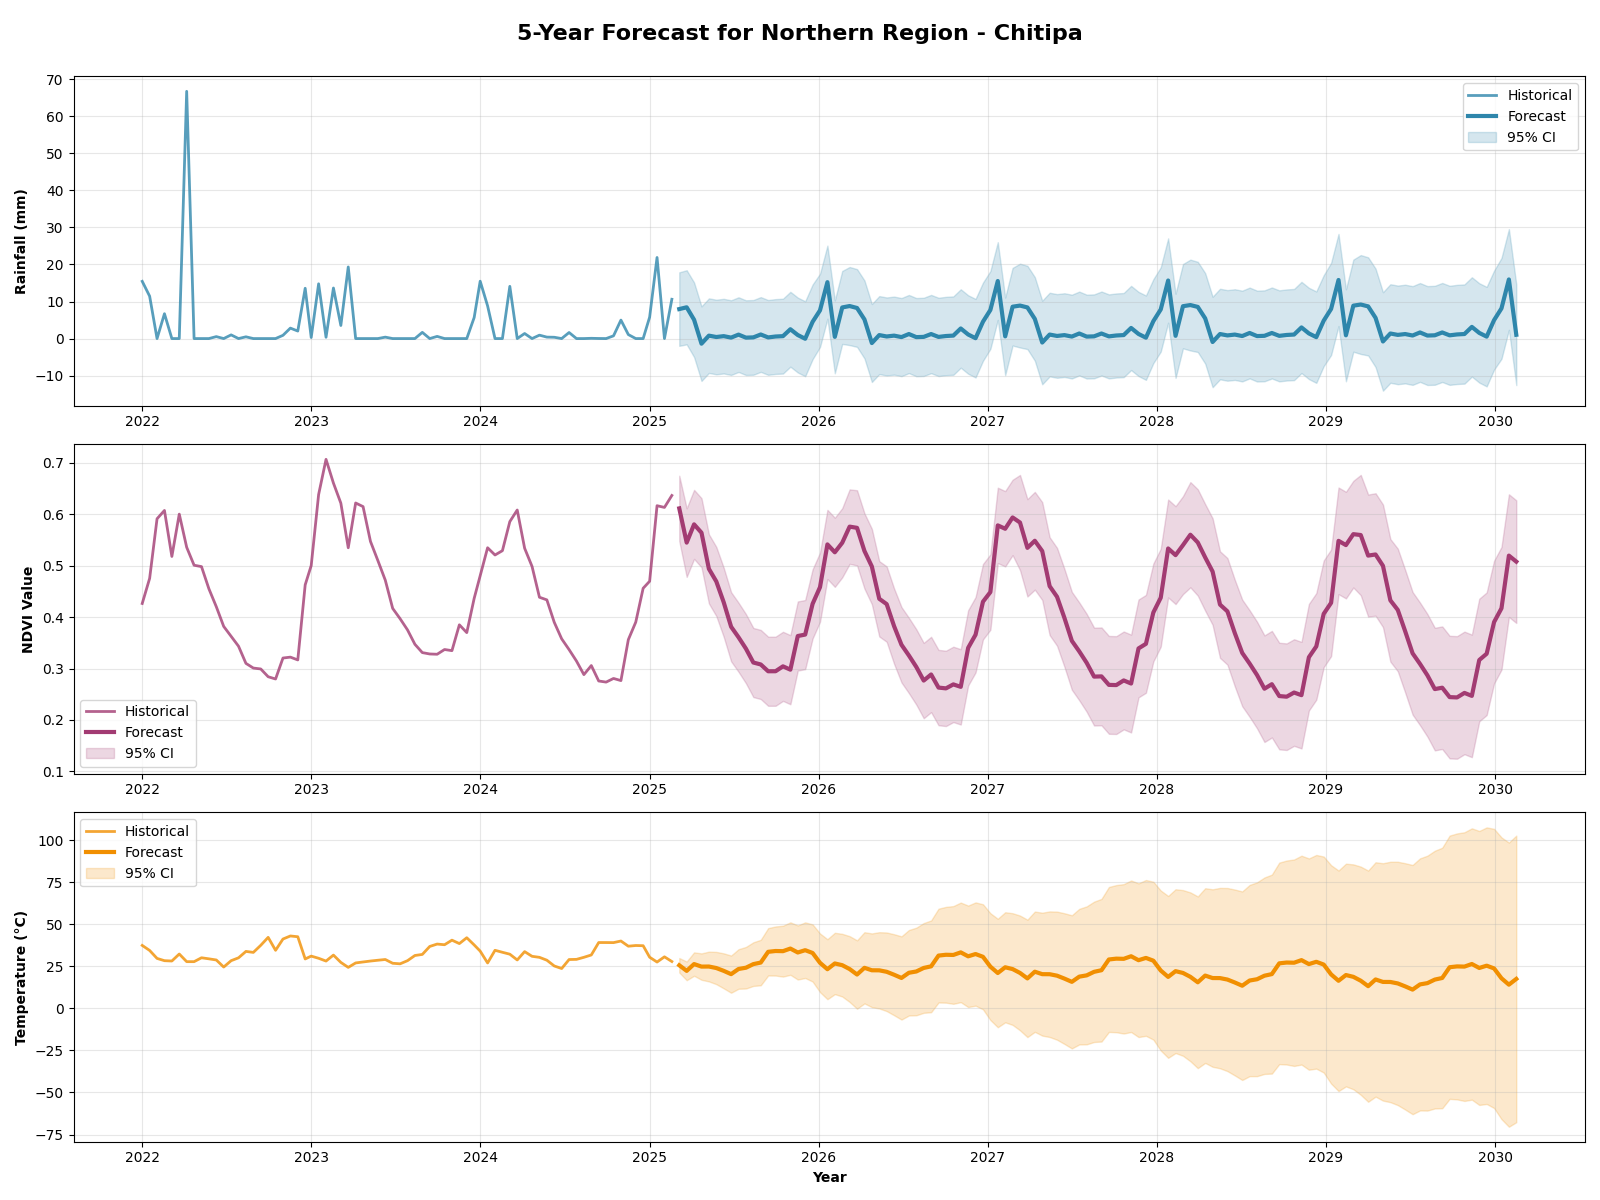 5-Year Forecast for Northern Region - Chitipa
70
60
50
40
30
20
10
0
−10
Rainfall (mm)
Historical
Forecast
95% CI
2022 2023 2024 2025 2026 2027 2028 2029 2030
0.7
0.6
0.5
0.4
0.3
0.2
0.1
NDVI Value
Historical
Forecast
95% CI
2022 2023 2024 2025 2026 2027 2028 2029 2030
100
75
50
25
0
−25
−50
−75
Temperature (°C)
Historical
Forecast
95% CI
2022 2023 2024 2025 2026 2027 2028 2029 2030
Year